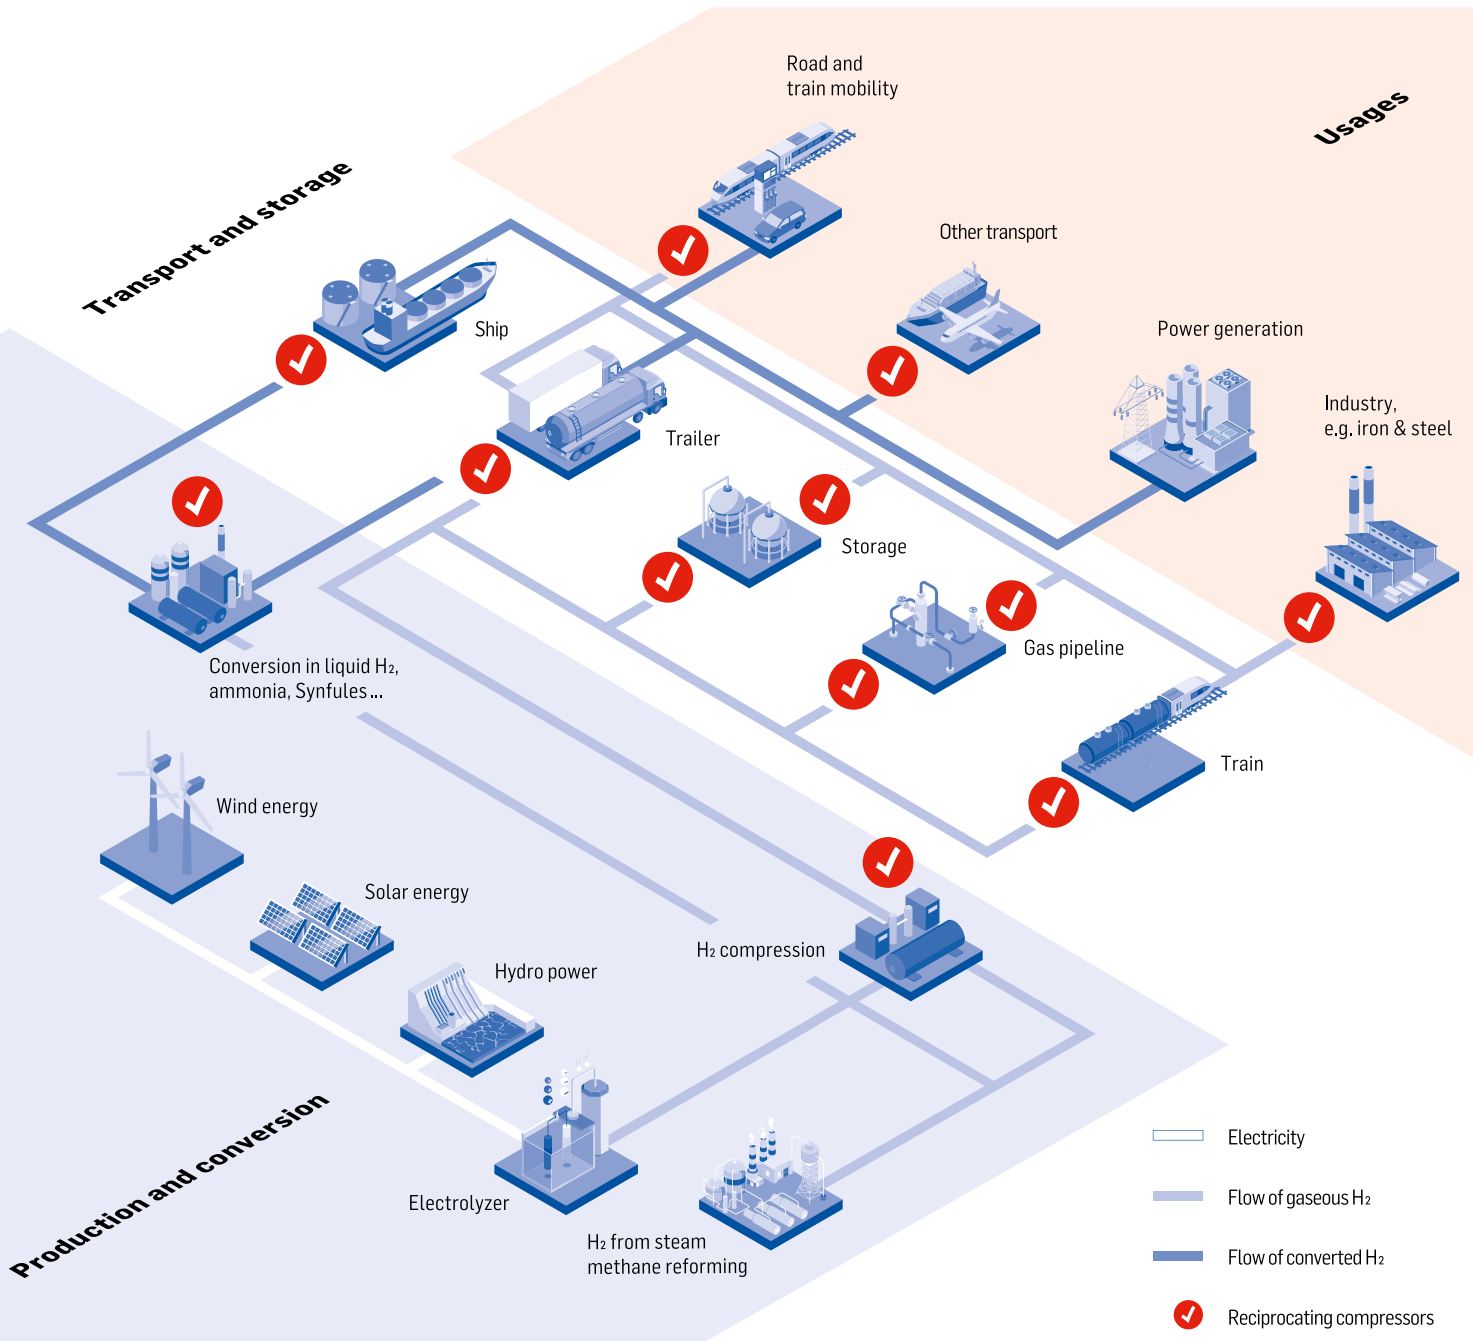 Road and
train mobility
Usages
Transport and storage
Other transport
Ship
Power generation
Industry,
e.g. iron & steel
Trailer
Storage
Gas pipeline
Conversion in liquid H₂,
ammonia, Synfules ...
Train
Wind energy
Solar energy
H₂ compression
Hydro power
Production and conversion
Electrolyzer
H₂ from steam
methane reforming
Electricity
Flow of gaseous H₂
Flow of converted H₂
Reciprocating compressors